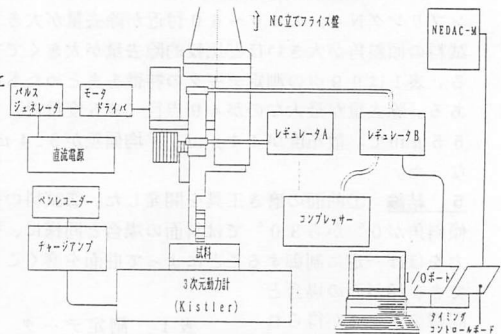 NC立てフライス盤
NEDAC-M
パルス
ジェネレータ
モータ
ドライバ
直流電源
レギュレータA
レギュレータB
ペンレコーダー
チャージアンプ
コンプレッサー
試料
3次元動力計
(Kistler)
I/Oポート
タイミング
コントロールボード